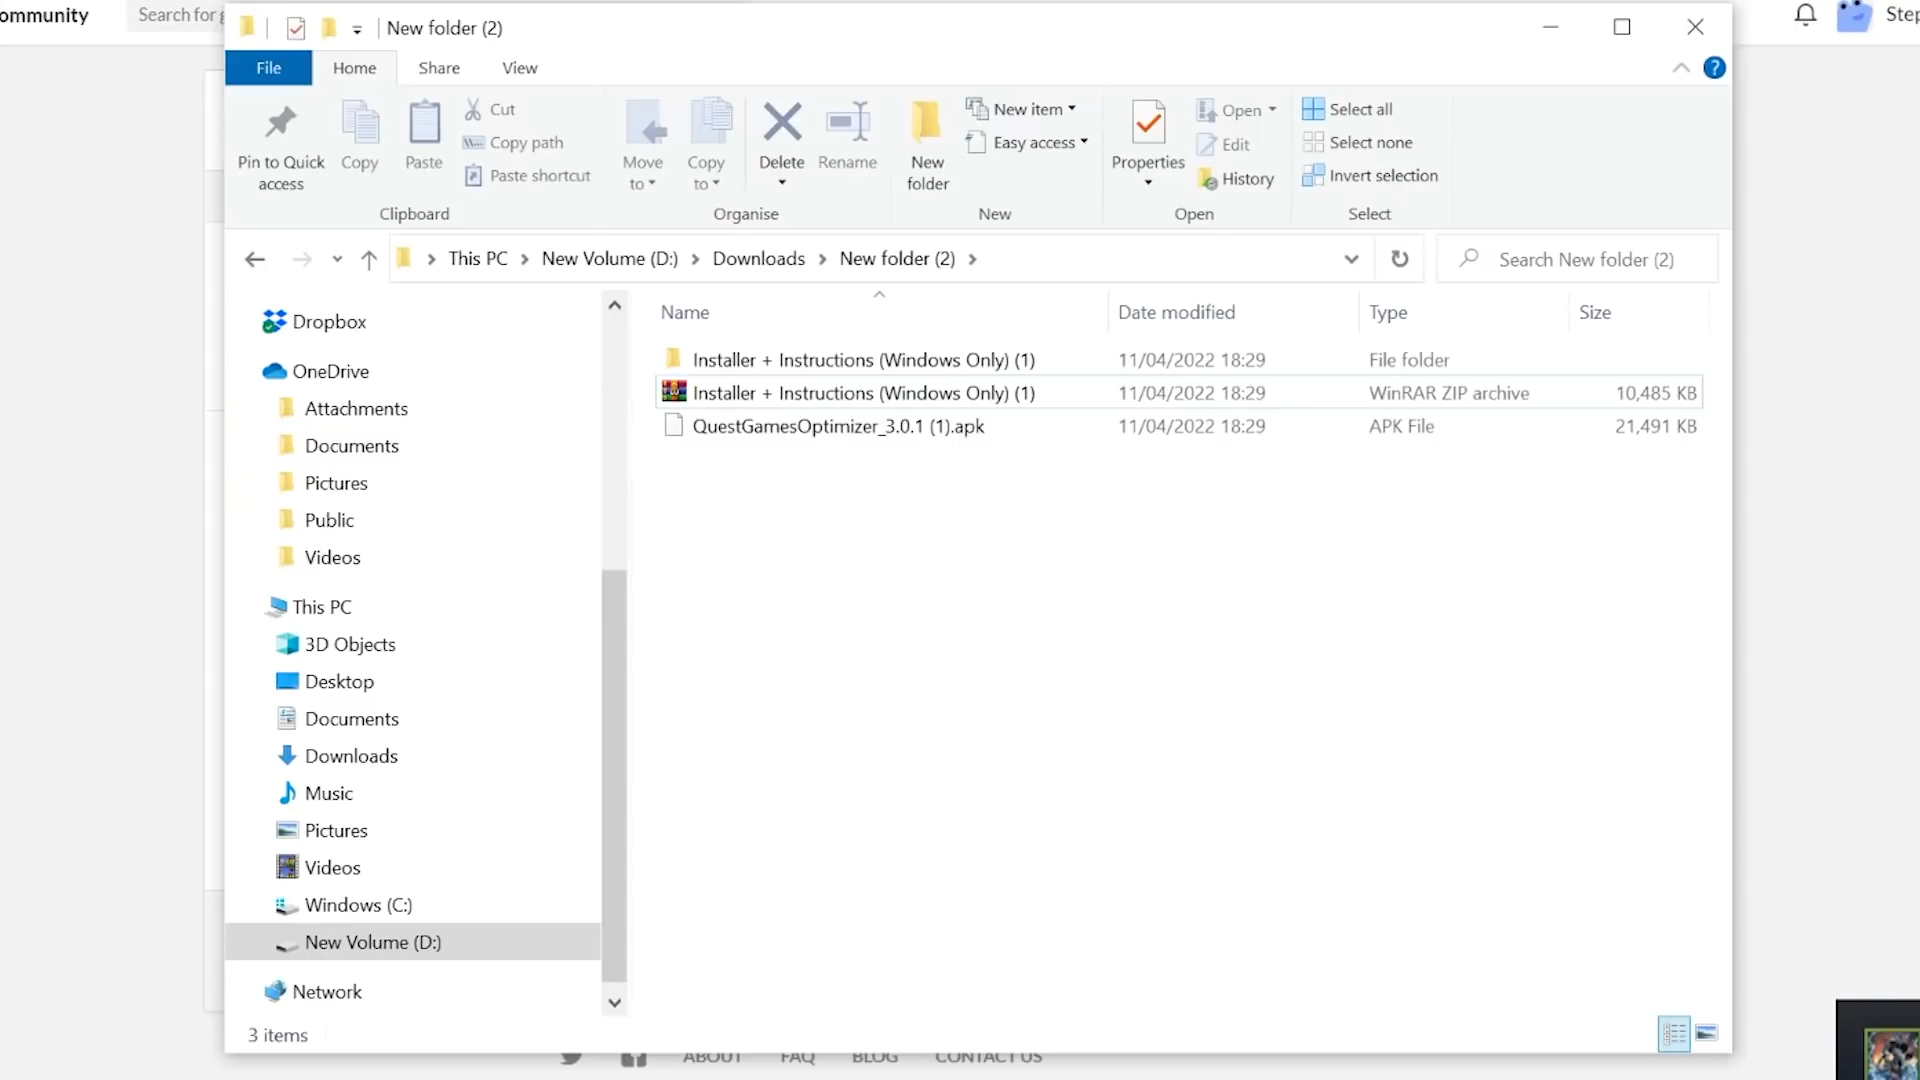 ommunity
Search for g
New folder (2)
Step
File
Home
Share
View
?
Pin to Quick access
Copy
Paste
Cut
Copy path
Paste shortcut
Clipboard
Move to
Copy to
Delete
Rename
Organise
New folder
New item
Easy access
New
Properties
Open
Edit
History
Open
Select all
Select none
Invert selection
Select
This PC
New Volume (D:)
Downloads
New folder (2)
Search New folder (2)
Name
Date modified
Type
Size
Installer + Instructions (Windows Only) (1) 11/04/2022 18:29 File folder
Installer + Instructions (Windows Only) (1) 11/04/2022 18:29 WinRAR ZIP archive 10,485 KB
QuestGamesOptimizer_3.0.1 (1).apk 11/04/2022 18:29 APK File 21,491 KB
Dropbox
OneDrive
Attachments
Documents
Pictures
Public
Videos
This PC
3D Objects
Desktop
Documents
Downloads
Music
Pictures
Videos
Windows (C:)
New Volume (D:)
Network
3 items
ABOUT
FAQ
BLOG
CONTACT US